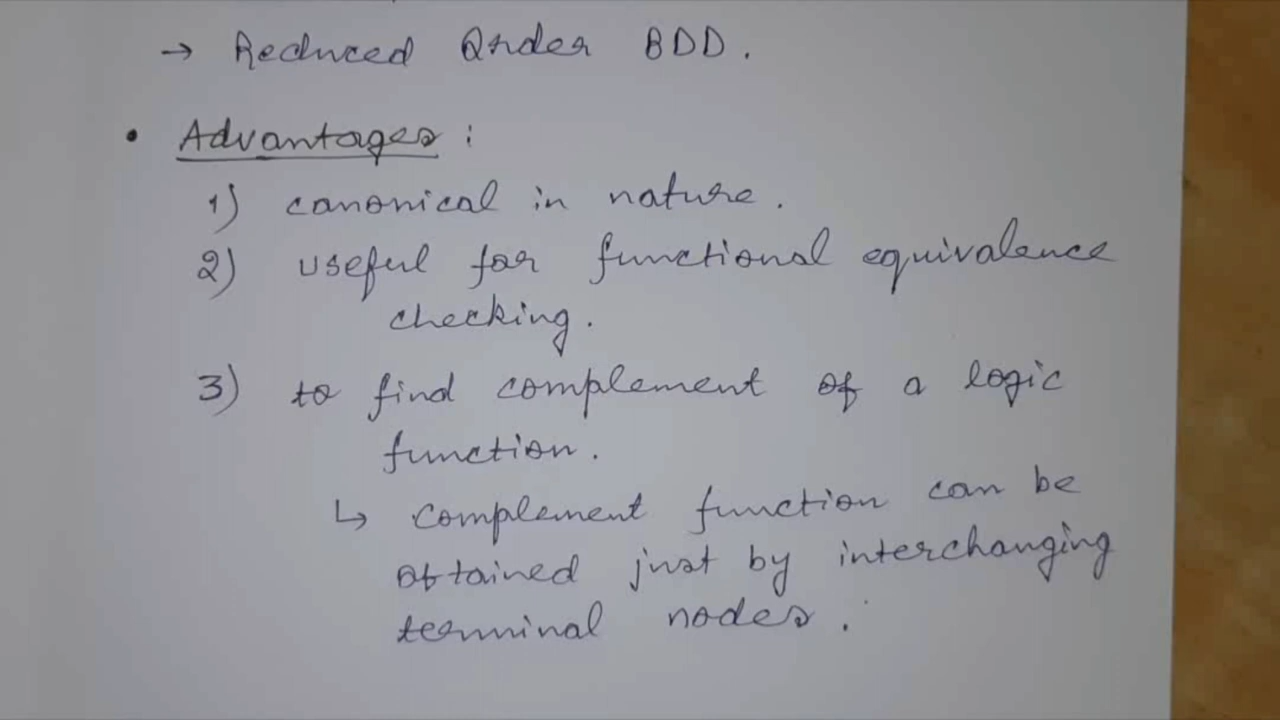 → Reduced Order BDD.
• Advantages :
1) canonical in nature.
2) useful for functional equivalence
checking.
3) to find complement of a logic
function.
↳ complement function can be
obtained just by interchanging
terminal nodes.